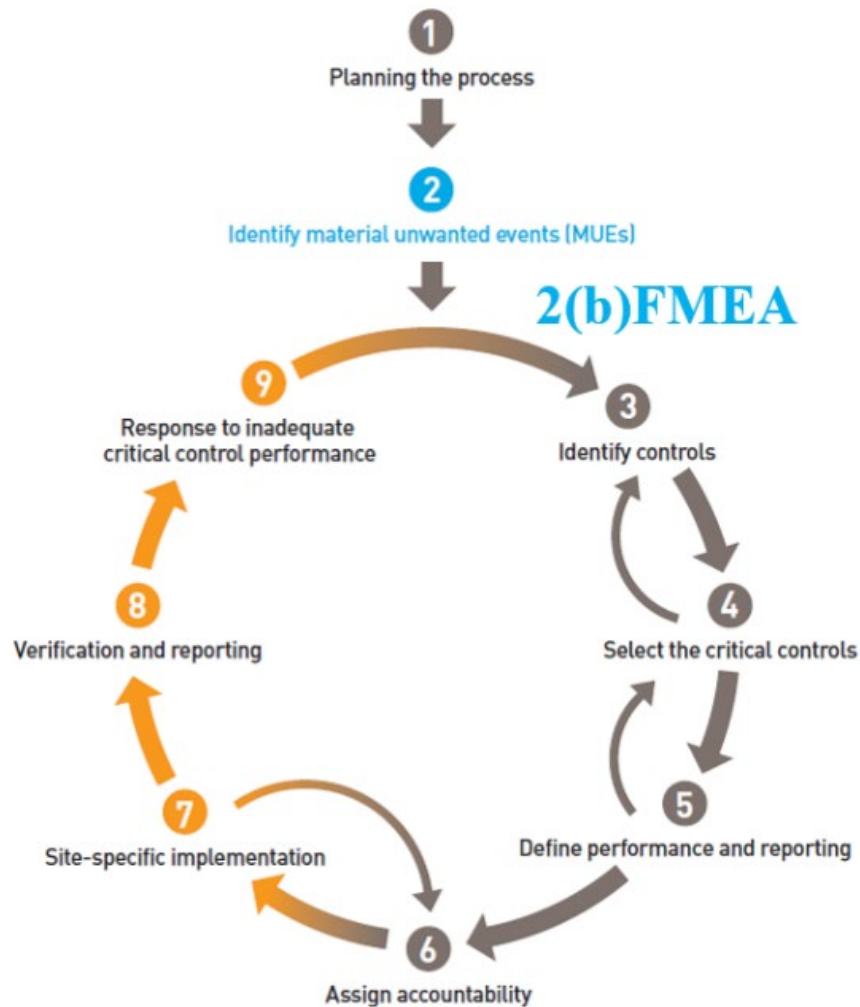 1
Planning the process
2
Identify material unwanted events (MUEs)
2(b)FMEA
9
Response to inadequate
critical control performance
3
Identify controls
8
Verification and reporting
4
Select the critical controls
7
Site-specific implementation
5
Define performance and reporting
6
Assign accountability